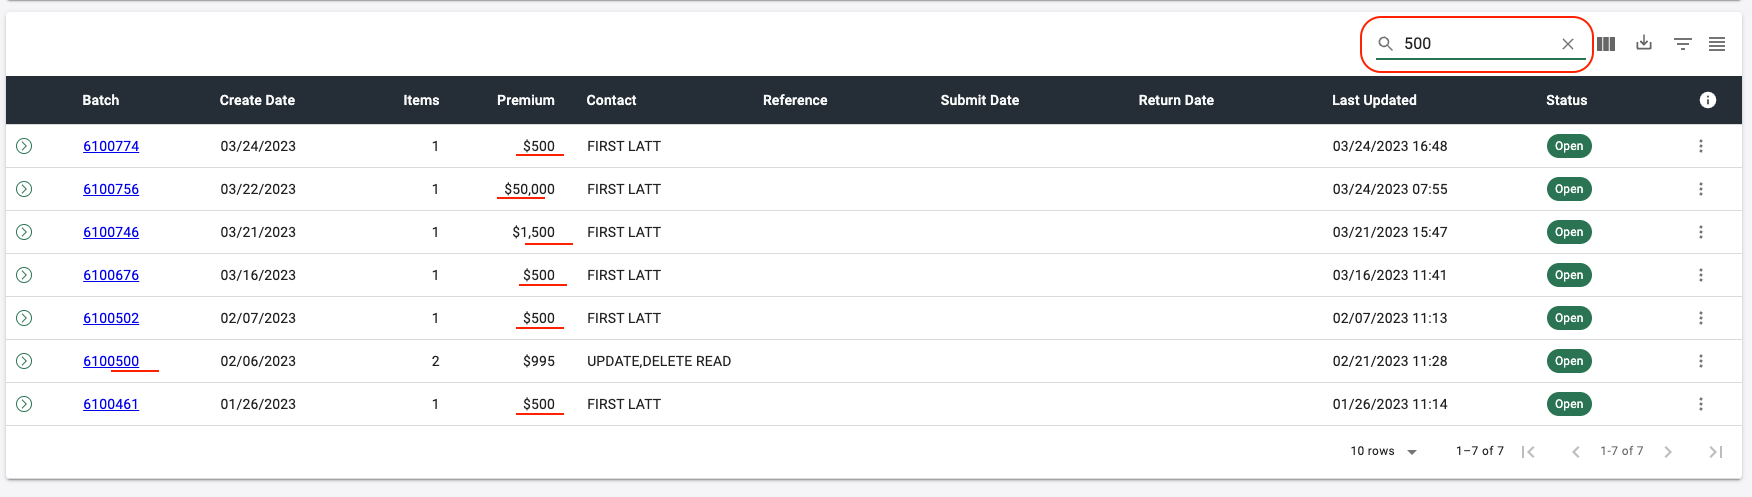 500
Batch Create Date Items Premium Contact Reference Submit Date Return Date Last Updated Status
6100774 03/24/2023 1 $500 FIRST LATT 03/24/2023 16:48 Open
6100756 03/22/2023 1 $50,000 FIRST LATT 03/24/2023 07:55 Open
6100746 03/21/2023 1 $1,500 FIRST LATT 03/21/2023 15:47 Open
6100676 03/16/2023 1 $500 FIRST LATT 03/16/2023 11:41 Open
6100502 02/07/2023 1 $500 FIRST LATT 02/07/2023 11:13 Open
6100500 02/06/2023 2 $995 UPDATE,DELETE READ 02/21/2023 11:28 Open
6100461 01/26/2023 1 $500 FIRST LATT 01/26/2023 11:14 Open
10 rows 1–7 of 7 1-7 of 7